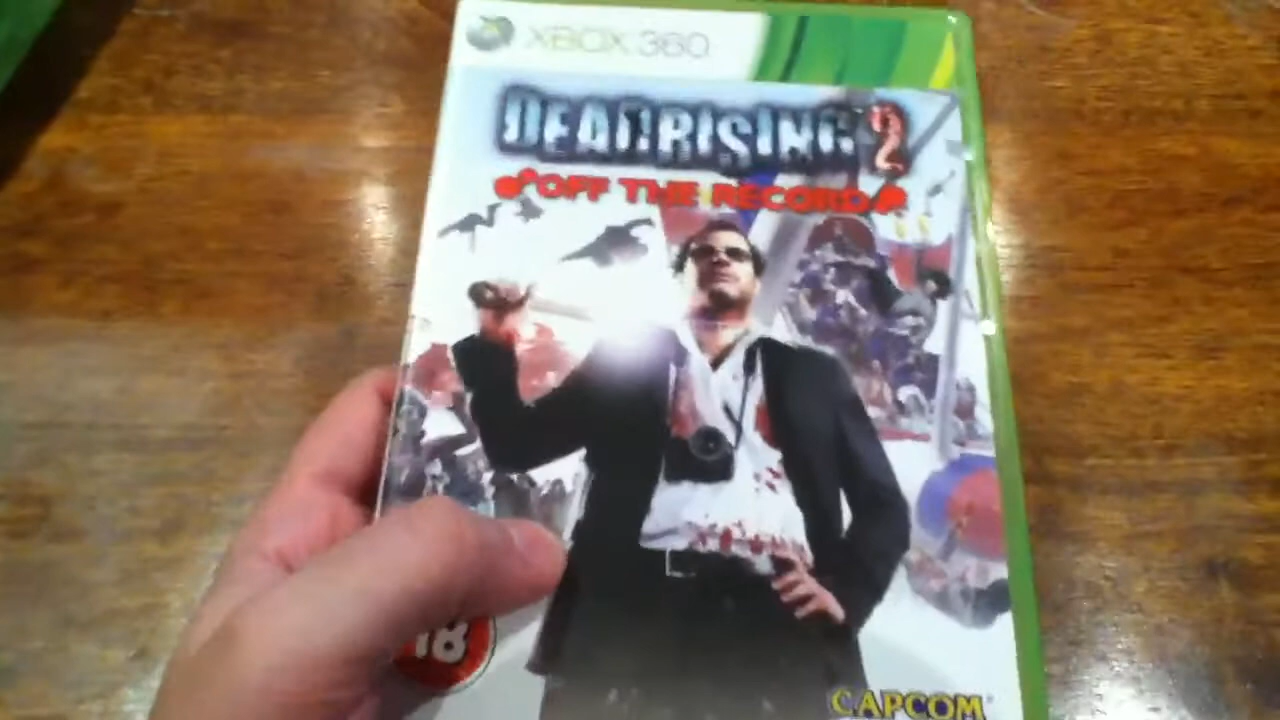 XBOX 360
DEADRISING 2
OFF THE RECORD
18
CAPCOM